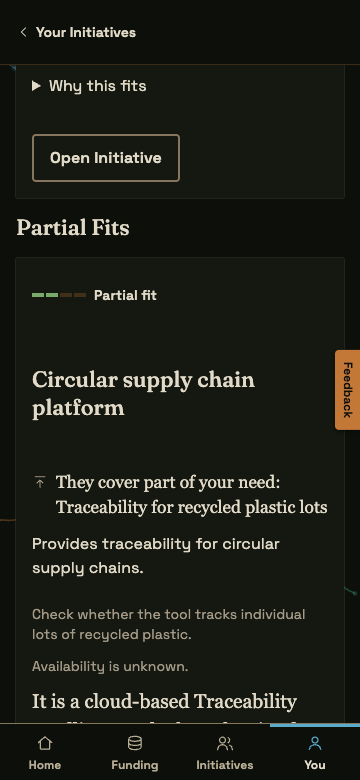 Your Initiatives
Why this fits
Open Initiative
Partial Fits
Partial fit
Circular supply chain
platform
Feedback
They cover part of your need:
Traceability for recycled plastic lots
Provides traceability for circular
supply chains.
Check whether the tool tracks individual
lots of recycled plastic.
Availability is unknown.
It is a cloud-based Traceability
Home
Funding
Initiatives
You